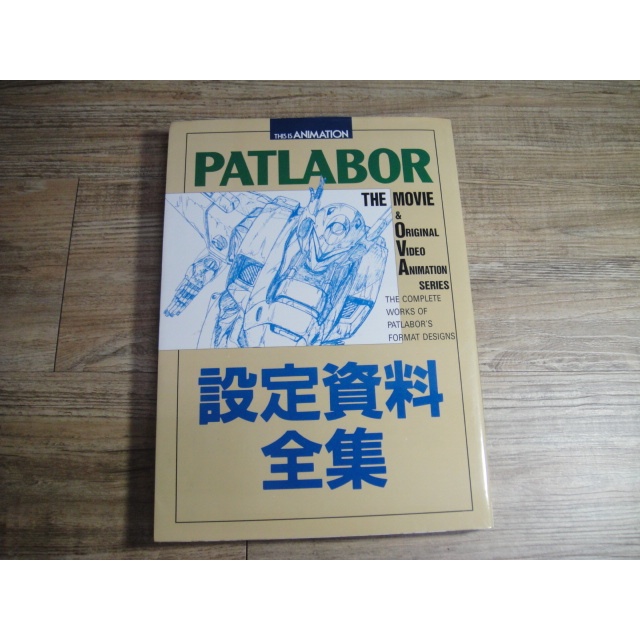 THIS IS ANIMATION
PATLABOR
THE MOVIE
&
ORIGINAL
VIDEO
ANIMATION
SERIES
THE COMPLETE
WORKS OF
PATLABOR'S
FORMAT DESIGNS
設定資料
全集